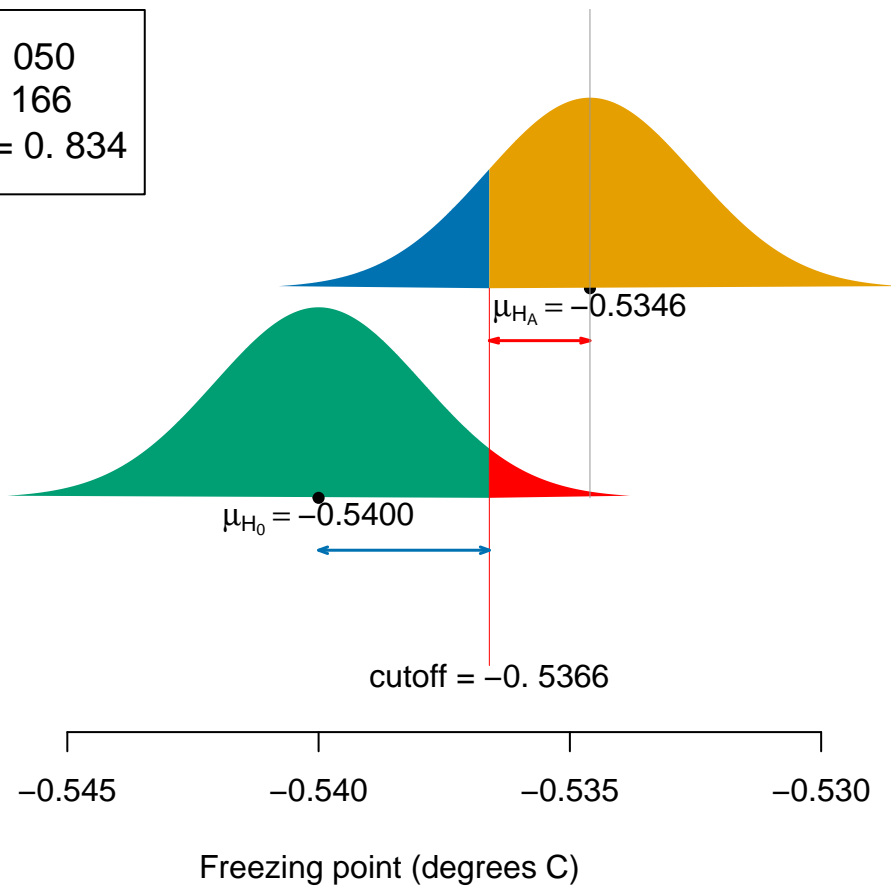 050
166
= 0. 834
μHA = −0.5346
μH0 = −0.5400
cutoff = −0. 5366
−0.545 −0.540 −0.535 −0.530
Freezing point (degrees C)